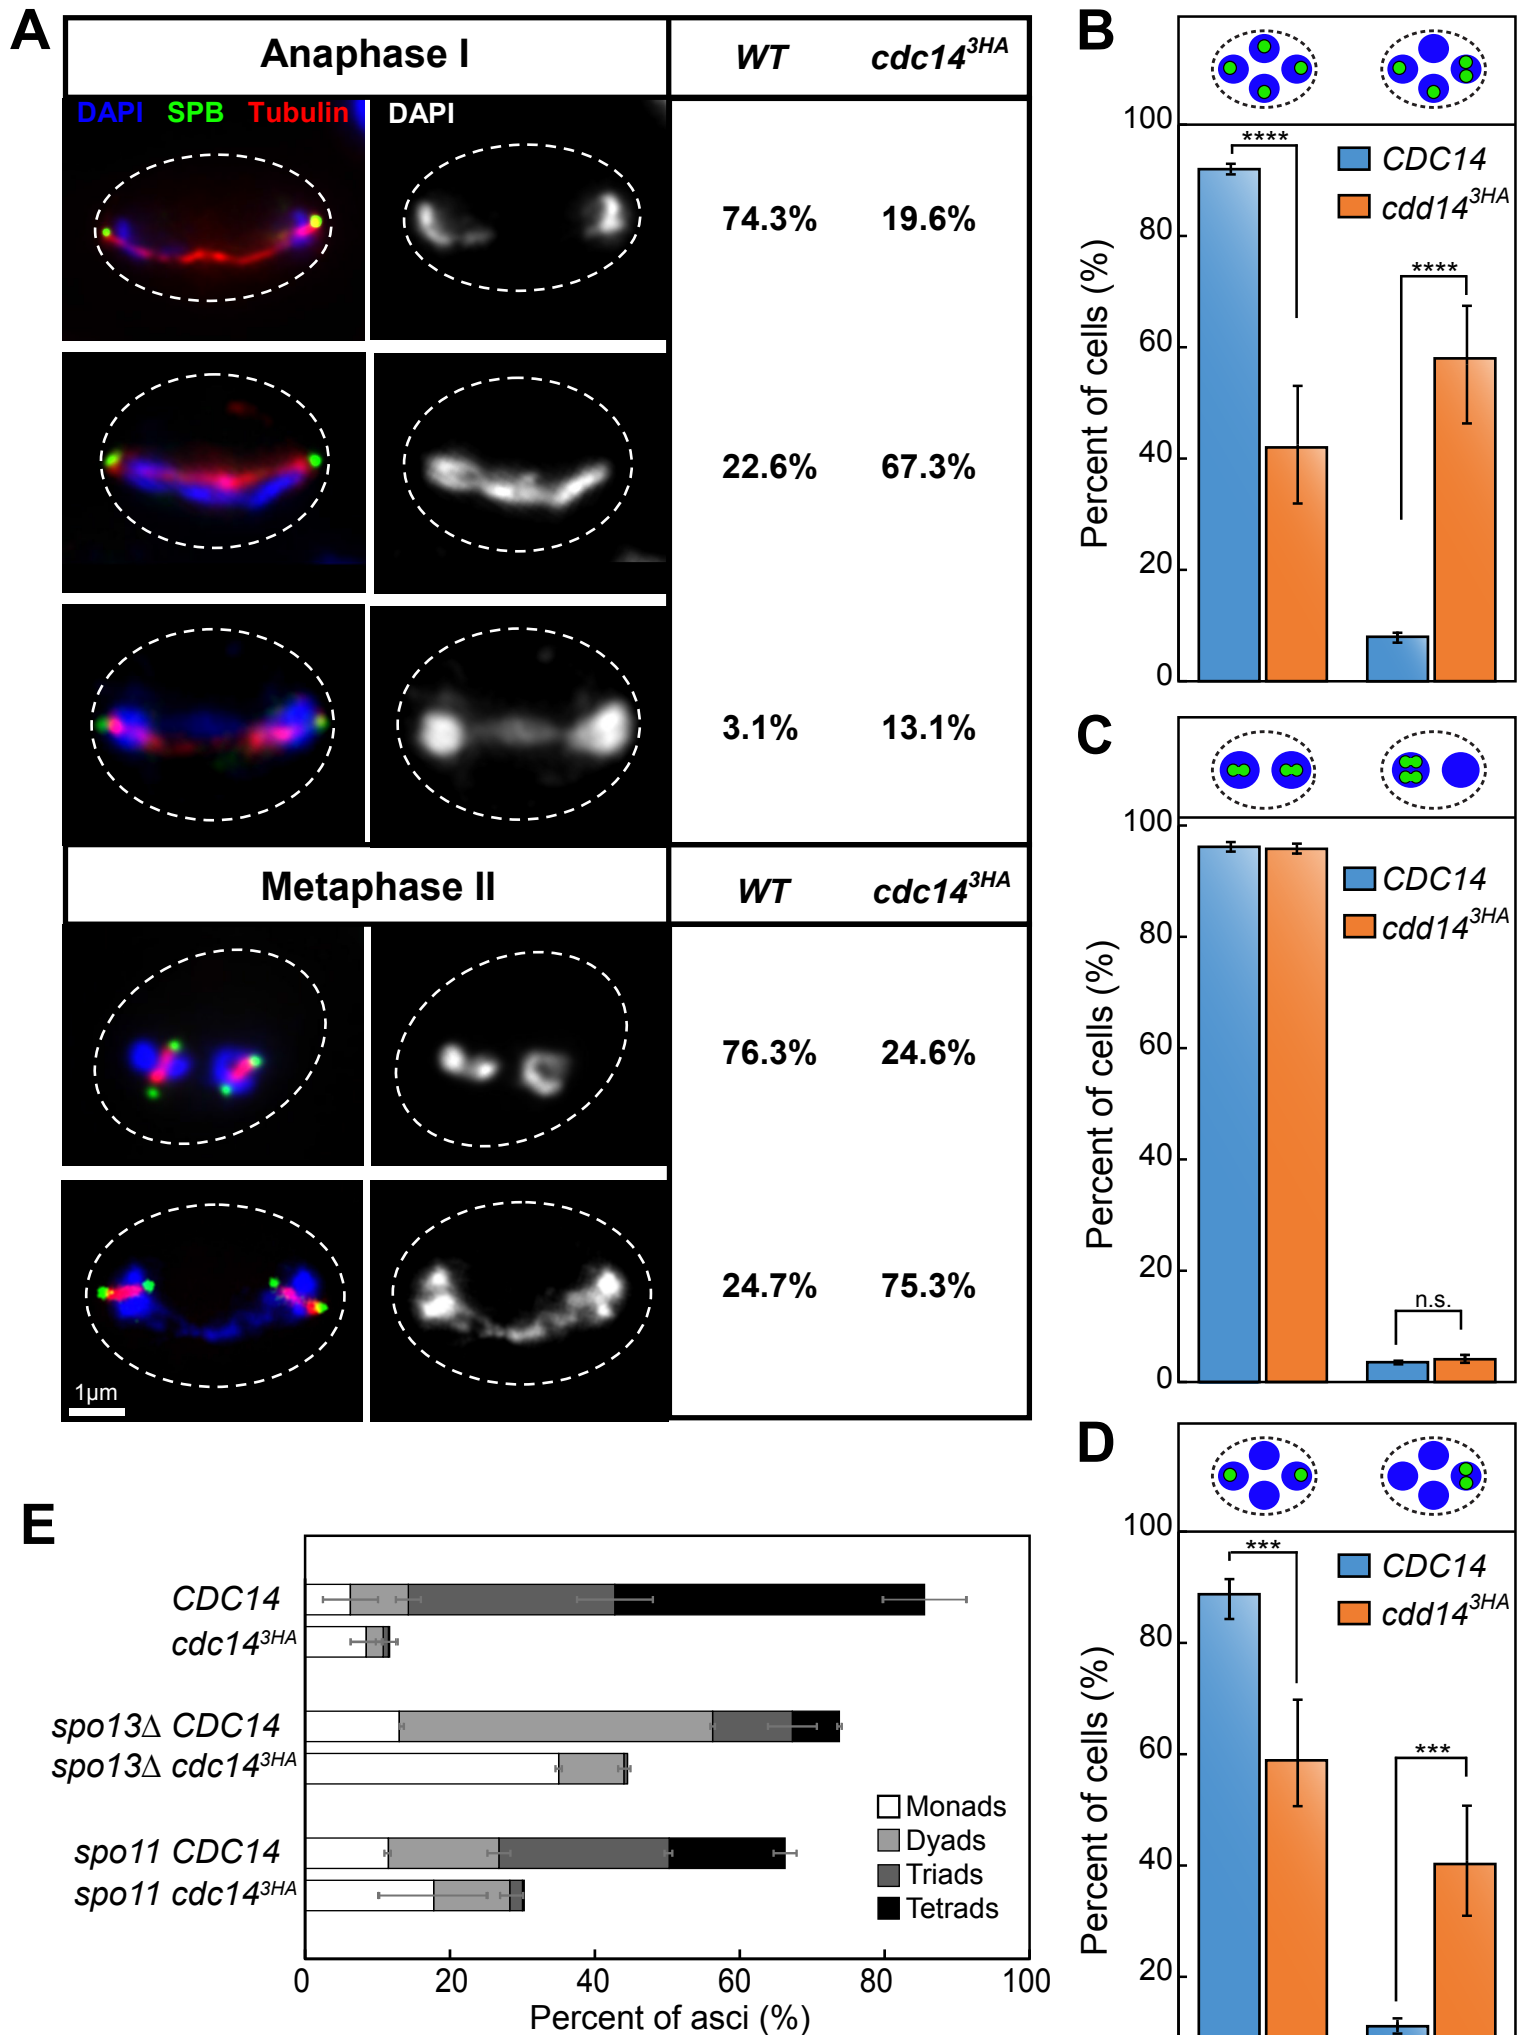 A
Anaphase I
WT
cdc14^3HA
DAPI SPB Tubulin
DAPI
74.3%
19.6%
22.6%
67.3%
3.1%
13.1%
Metaphase II
WT
cdc14^3HA
76.3%
24.6%
24.7%
75.3%
1µm
B
100
80
60
40
20
0
Percent of cells (%)
****
****
CDC14
cdd14^3HA
C
100
80
60
40
20
0
Percent of cells (%)
n.s.
CDC14
cdd14^3HA
D
100
80
60
40
20
Percent of cells (%)
***
***
CDC14
cdd14^3HA
E
CDC14
cdc14^3HA
spo13Δ CDC14
spo13Δ cdc14^3HA
spo11 CDC14
spo11 cdc14^3HA
Monads
Dyads
Triads
Tetrads
0 20 40 60 80 100
Percent of asci (%)